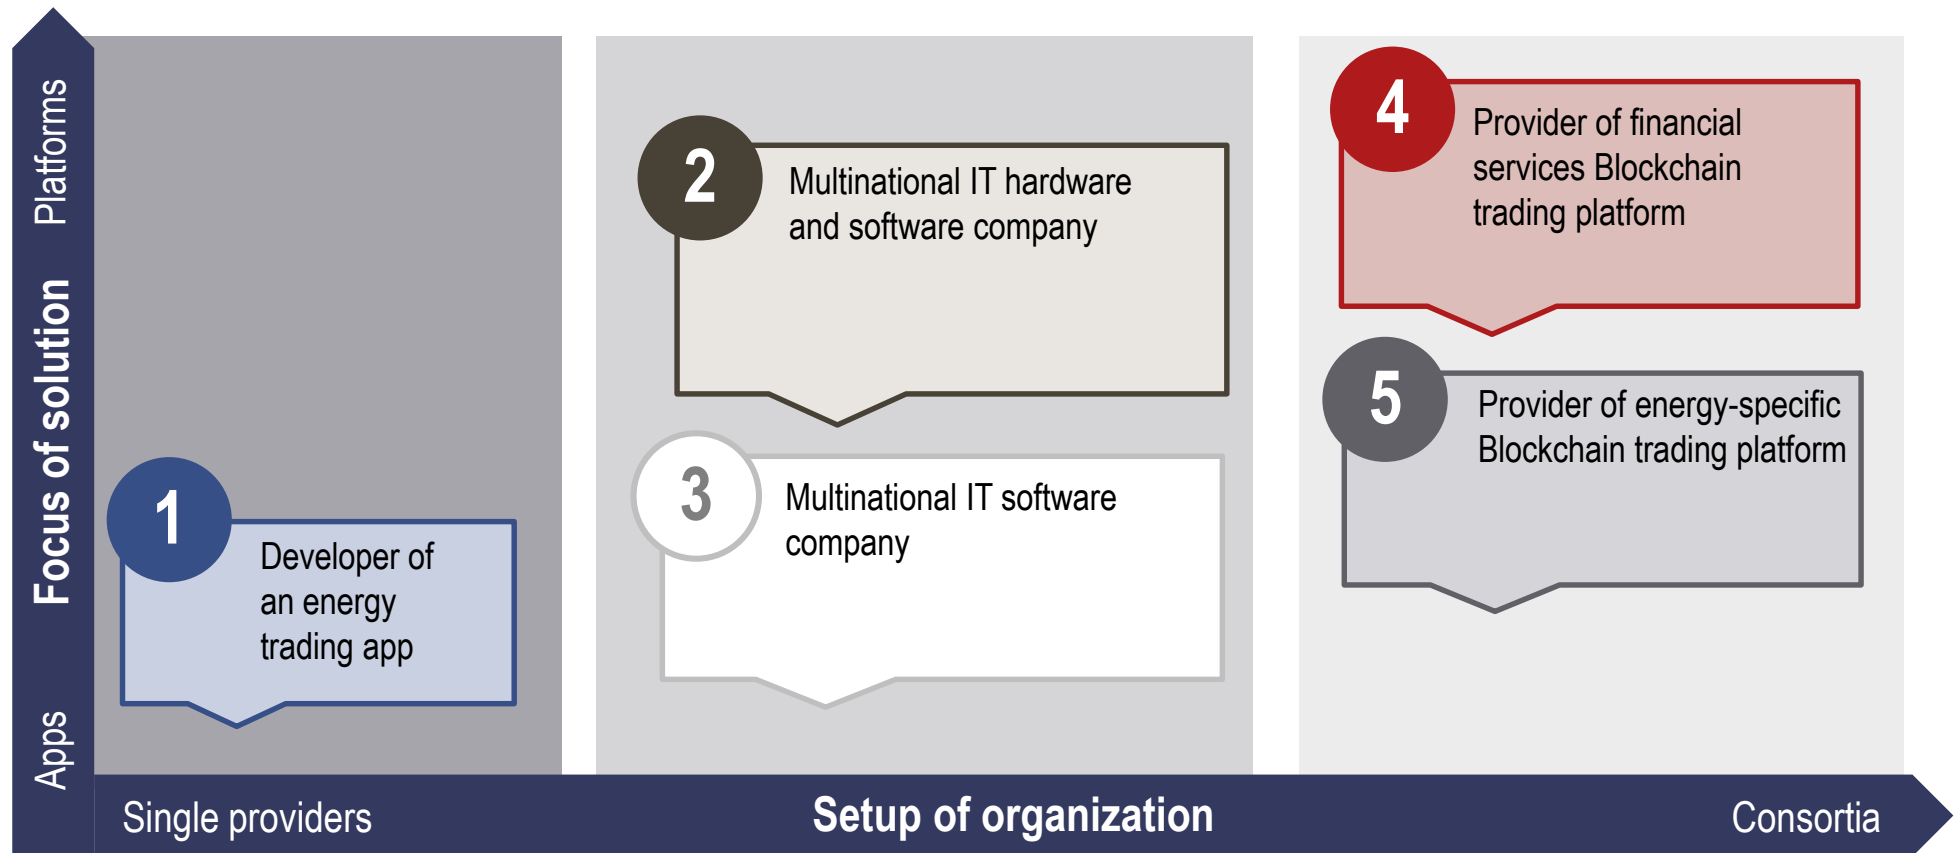 Platforms
Focus of solution
Apps
1
Developer of
an energy
trading app
2
Multinational IT hardware
and software company
3
Multinational IT software
company
4
Provider of financial
services Blockchain
trading platform
5
Provider of energy-specific
Blockchain trading platform
Single providers
Setup of organization
Consortia